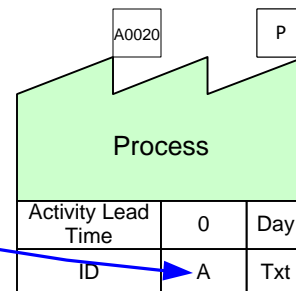 A0020 P
Process
Activity Lead 0 Day
Time
ID A Txt